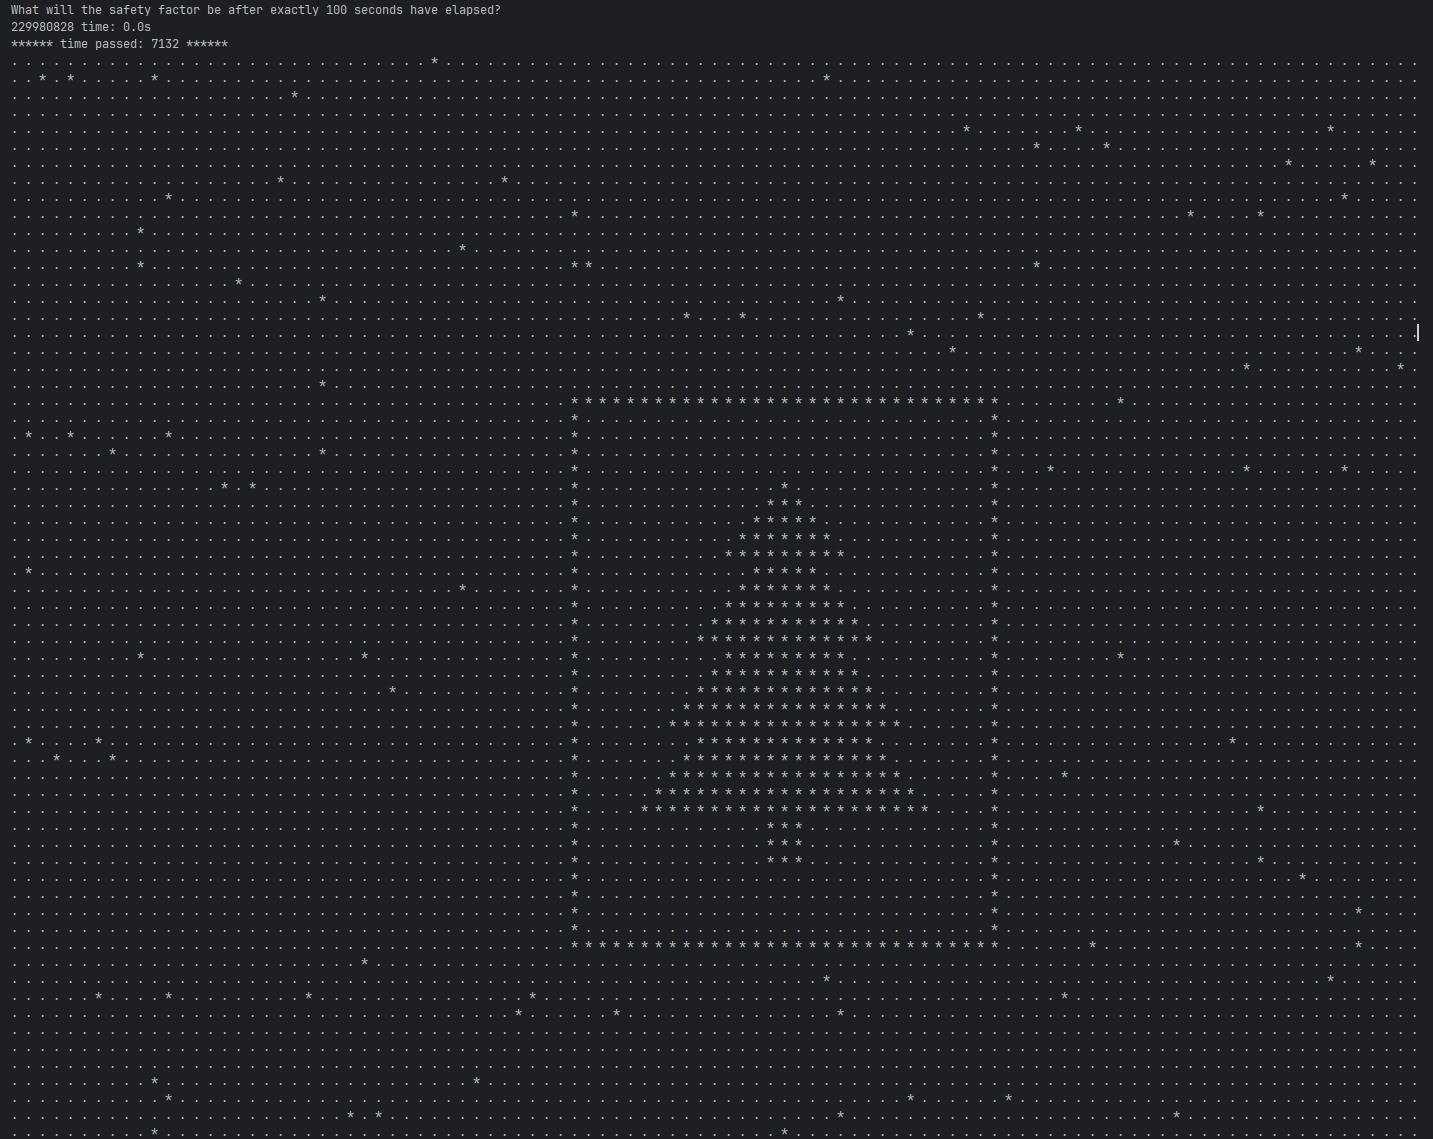 What will the safety factor be after exactly 100 seconds have elapsed?
229980828 time: 0.0s
****** time passed: 7132 ******